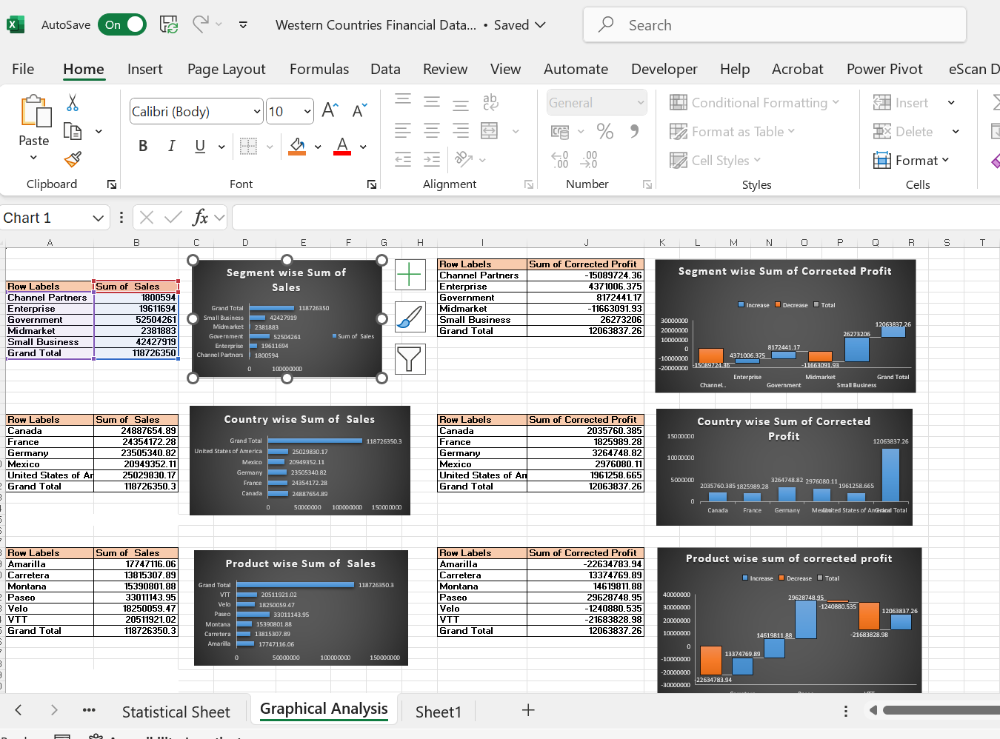 AutoSave On Western Countries Financial Data... • Saved Search
File Home Insert Page Layout Formulas Data Review View Automate Developer Help Acrobat Power Pivot eScan D
Paste
Clipboard
Calibri (Body) 10
B I U
Font
ab
Alignment
General
%
Number
Conditional Formatting
Format as Table
Cell Styles
Styles
Insert
Delete
Format
Cells
Chart 1 fx
A B C D E F G H I J K L M N O P Q R S T
Row Labels Sum of Sales
Channel Partners 1800594
Enterprise 19611694
Government 52504261
Midmarket 2381883
Small Business 42427919
Grand Total 118726350
Segment wise Sum of
Sales
Grand Total 118726350
Small Business 42427919
Midmarket 2381883
Government 52504261
Enterprise 19611694
Channel Partners 1800594
0 100000000
Sum of Sales
Row Labels Sum of Corrected Profit
Channel Partners -15089724.36
Enterprise 4371006.375
Government 8172441.17
Midmarket -11663091.93
Small Business 26273206
Grand Total 12063837.26
Segment wise Sum of Corrected Profit
Increase Decrease Total
30000000
20000000
10000000
0
-10000000
-20000000
-15089724.36
4371006.375
8172441.17
-11663091.93
26273206
12063837.26
Enterprise Midmarket Grand Total
Channel... Government Small Business
Row Labels Sum of Sales
Canada 24887654.89
France 24354172.28
Germany 23505340.82
Mexico 20949352.11
United States of Ar 25029830.17
Grand Total 118726350.3
Country wise Sum of Sales
Grand Total 118726350.3
United States of America 25029830.17
Mexico 20949352.11
Germany 23505340.82
France 24354172.28
Canada 24887654.89
0 50000000 100000000 150000000
Row Labels Sum of Corrected Profit
Canada 2035760.385
France 1825989.28
Germany 3264748.82
Mexico 2976080.11
United States of An 1961258.665
Grand Total 12063837.26
Country wise Sum of Corrected
Profit
15000000
10000000
5000000
0
2035760.385 1825989.28 3264748.82 2976080.11 1961258.665 12063837.26
Canada France Germany Mexico United States of America Grand Total
Row Labels Sum of Sales
Amarilla 17747116.06
Carretera 13815307.89
Montana 15390801.88
Paseo 33011143.95
Velo 18250059.47
VTT 20511921.02
Grand Total 118726350.3
Product wise Sum of Sales
Grand Total 118726350.3
VTT 20511921.02
Velo 18250059.47
Paseo 33011143.95
Montana 15390801.88
Carretera 13815307.89
Amarilla 17747116.06
0 50000000 100000000 150000000
Row Labels Sum of Corrected Profit
Amarilla -22634783.94
Carretera 13374769.89
Montana 14619811.88
Paseo 29628748.95
Velo -1240880.535
VTT -21683828.98
Grand Total 12063837.26
Product wise sum of corrected profit
Increase Decrease Total
40000000
30000000
20000000
10000000
0
-10000000
-20000000
-30000000
-22634783.94
13374769.89
14619811.88
29628748.95
-1240880.535
-21683828.98
12063837.26
Statistical Sheet Graphical Analysis Sheet1